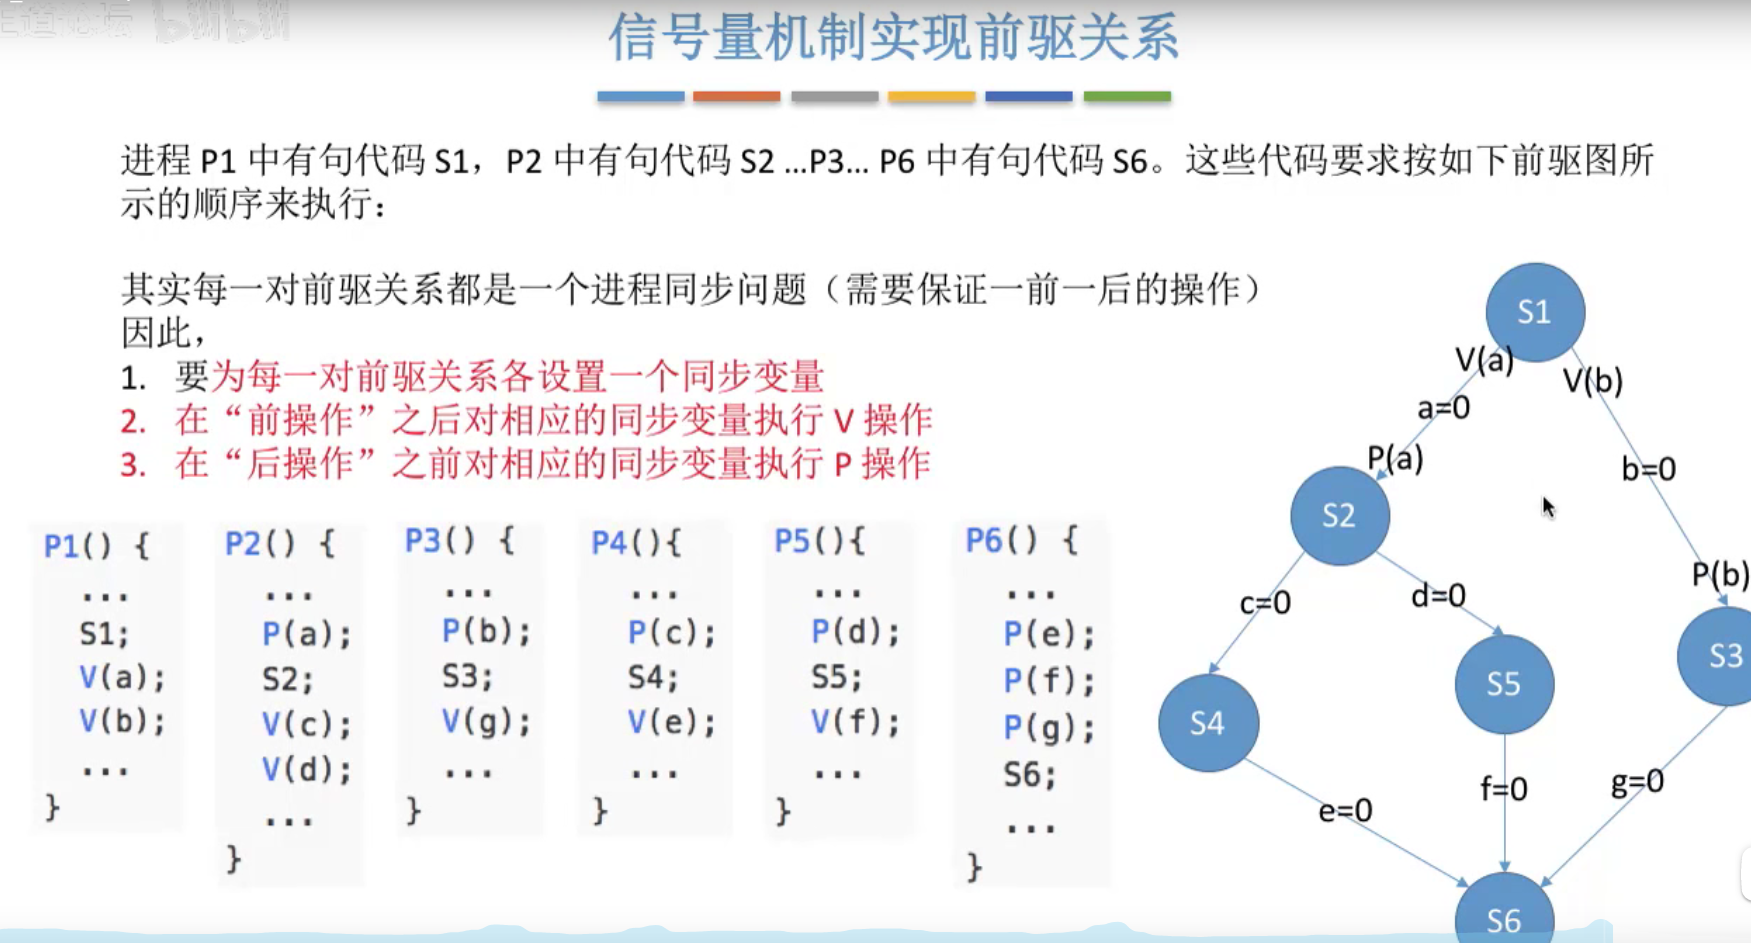 王道论坛 bilibili
信号量机制实现前驱关系
进程 P1 中有句代码 S1，P2 中有句代码 S2 ...P3... P6 中有句代码 S6。这些代码要求按如下前驱图所
示的顺序来执行：
其实每一对前驱关系都是一个进程同步问题（需要保证一前一后的操作）
因此，
1. 要为每一对前驱关系各设置一个同步变量
2. 在“前操作”之后对相应的同步变量执行 V 操作
3. 在“后操作”之前对相应的同步变量执行 P 操作
P1() {
...
S1;
V(a);
V(b);
...
}
P2() {
...
P(a);
S2;
V(c);
V(d);
...
}
P3() {
...
P(b);
S3;
V(g);
...
}
P4(){
...
P(c);
S4;
V(e);
...
}
P5(){
...
P(d);
S5;
V(f);
...
}
P6() {
...
P(e);
P(f);
P(g);
S6;
...
}
S1
V(a)
V(b)
a=0
P(a)
b=0
S2
P(b)
c=0
d=0
S3
S5
S4
f=0
g=0
e=0
S6